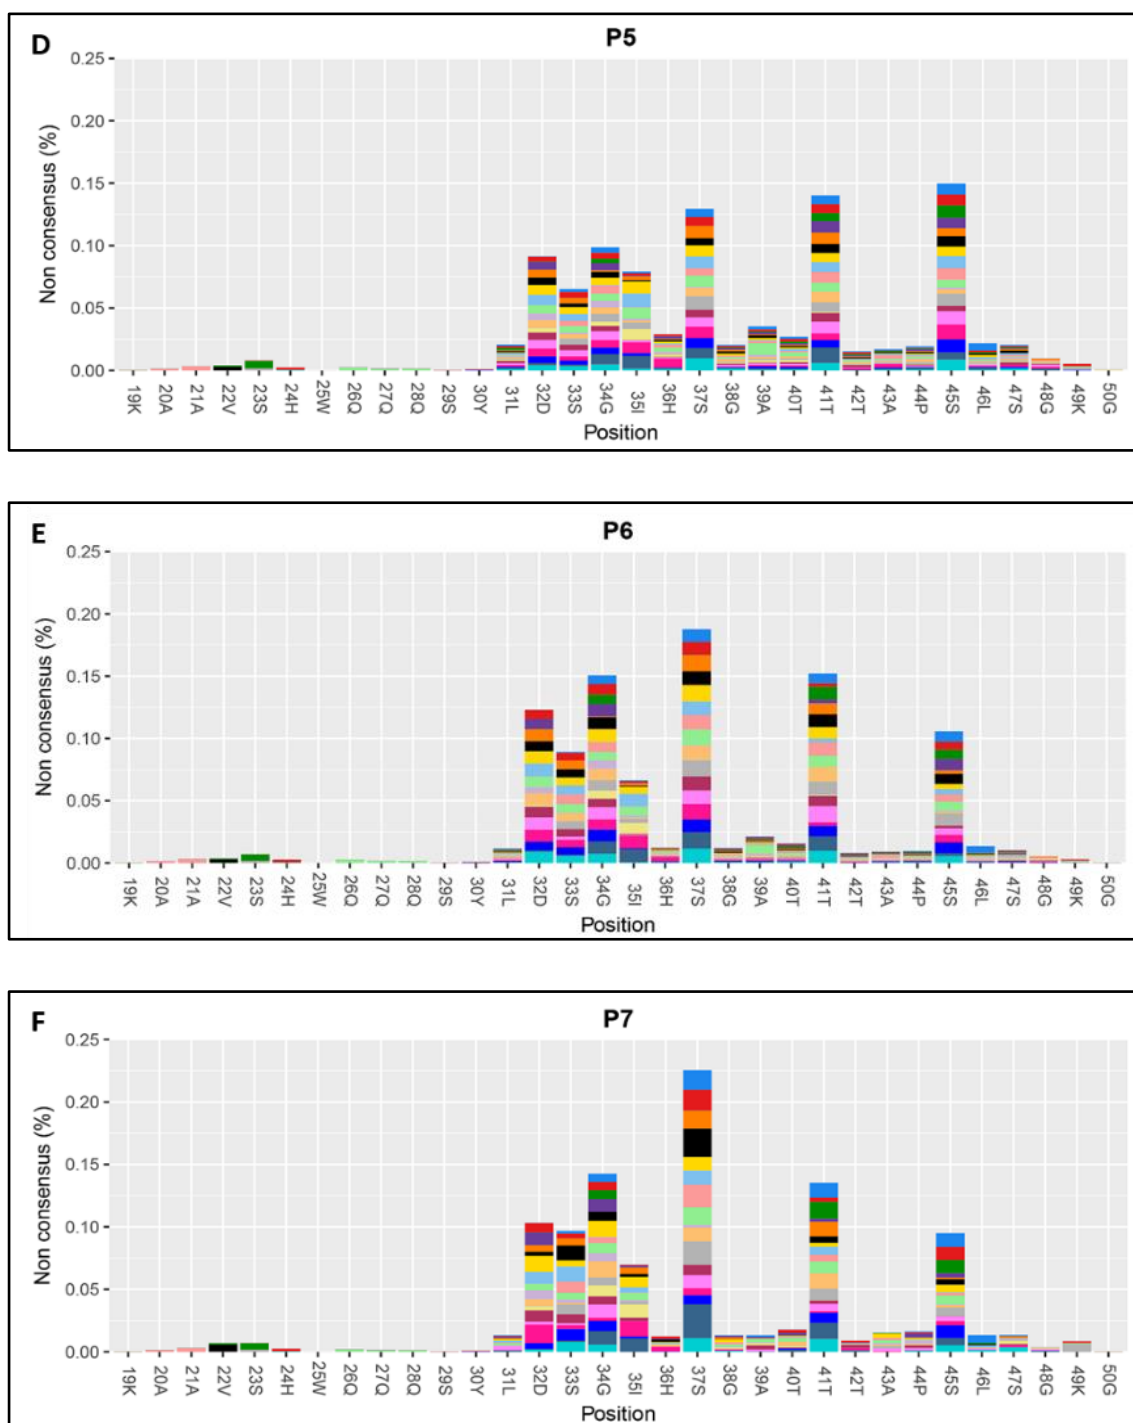 D
P5
0.25
0.20
0.15
0.10
0.05
0.00
Non consensus (%)
19K 20A 21A 22V 23S 24H 25W 26Q 27Q 28Q 29S 30Y 31L 32D 33S 34G 35I 36H 37S 38G 39A 40T 41T 42T 43A 44P 45S 46L 37S 48G 49K 50G
Position
E
P6
0.25
0.20
0.15
0.10
0.05
0.00
Non consensus (%)
19K 20A 21A 22V 23S 24H 25W 26Q 27Q 28Q 29S 30Y 31L 32D 33S 34G 35I 36H 37S 38G 39A 40T 41T 42T 43A 44P 45S 46L 47S 48G 49K 50G
Position
F
P7
0.25
0.20
0.15
0.10
0.05
0.00
Non consensus (%)
19K 20A 21A 22V 23S 24H 25W 26Q 27Q 28Q 29S 30Y 31L 32D 33S 34G 35I 36H 37S 38G 39A 40T 41T 42T 43A 44P 45S 46L 47S 48G 49K 50G
Position